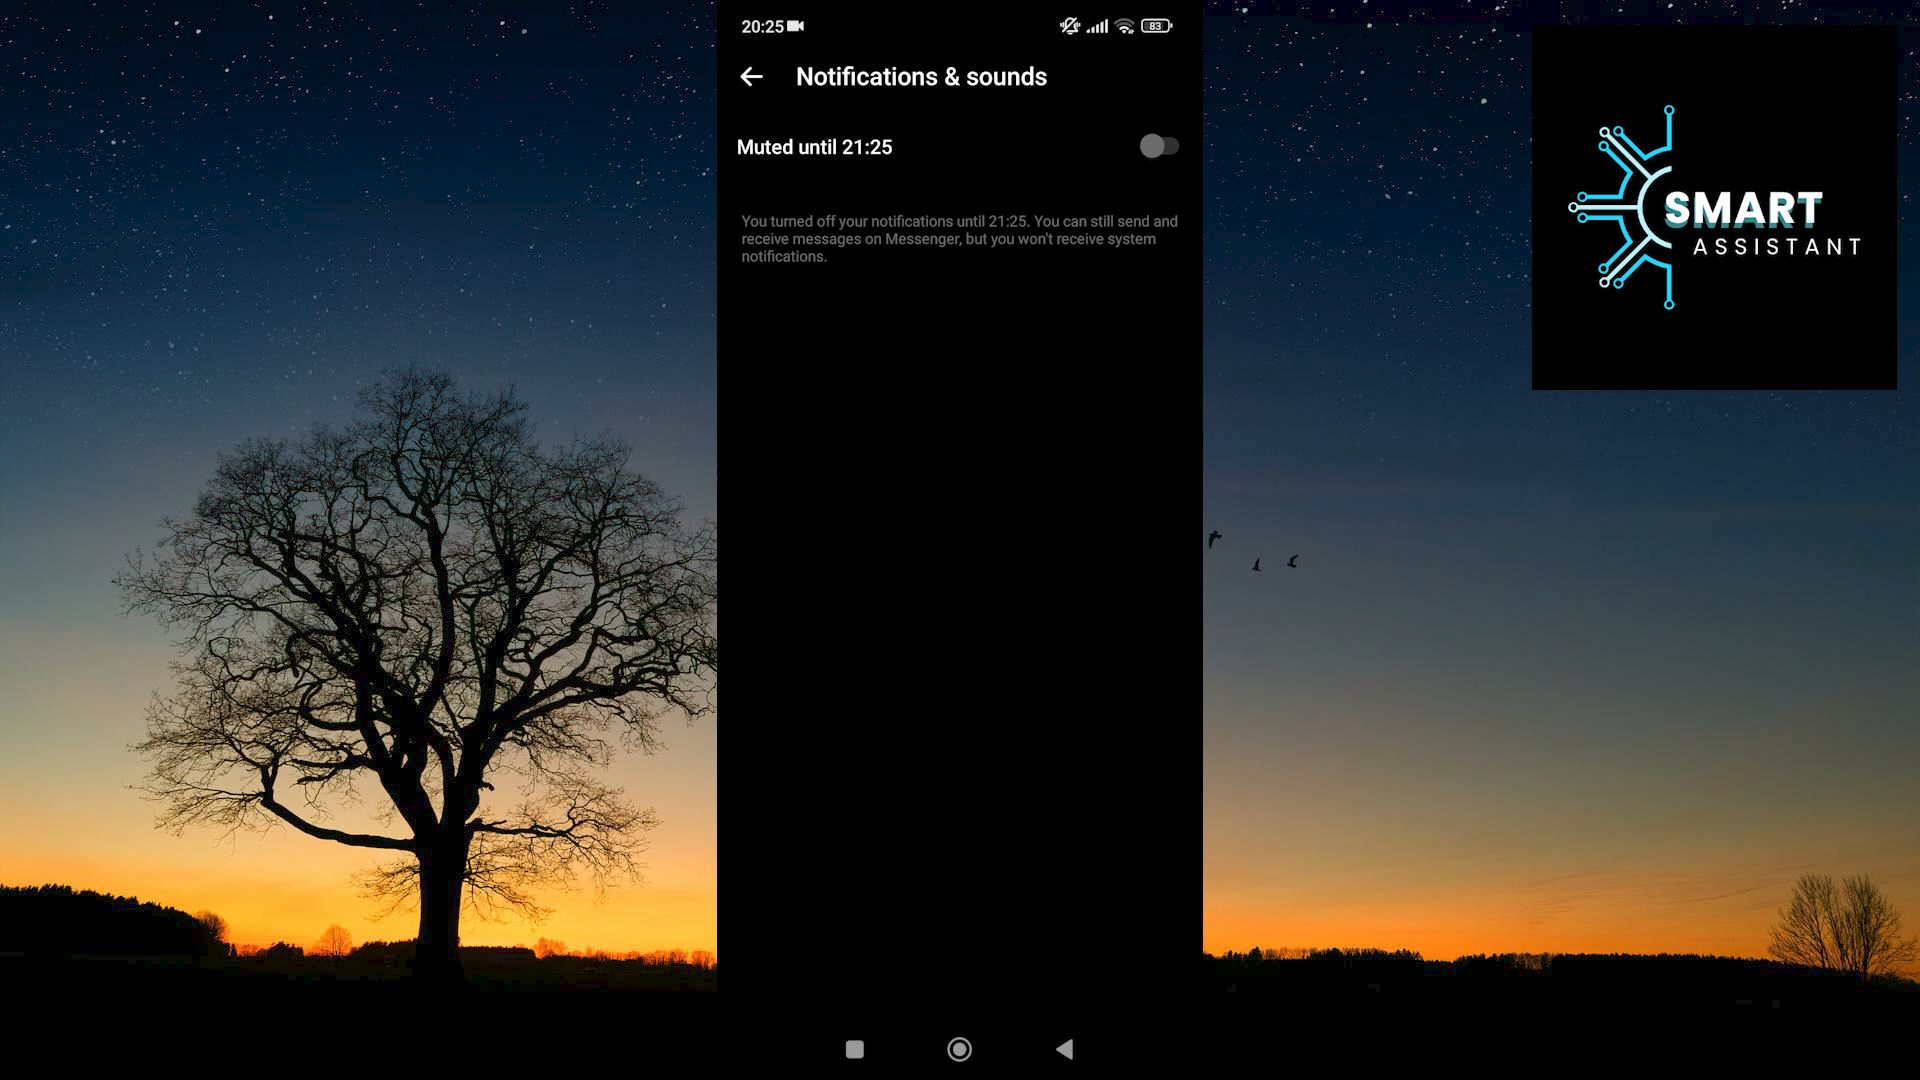 20:25
83
Notifications & sounds
Muted until 21:25
You turned off your notifications until 21:25. You can still send and
receive messages on Messenger, but you won't receive system
notifications.
SMART
ASSISTANT